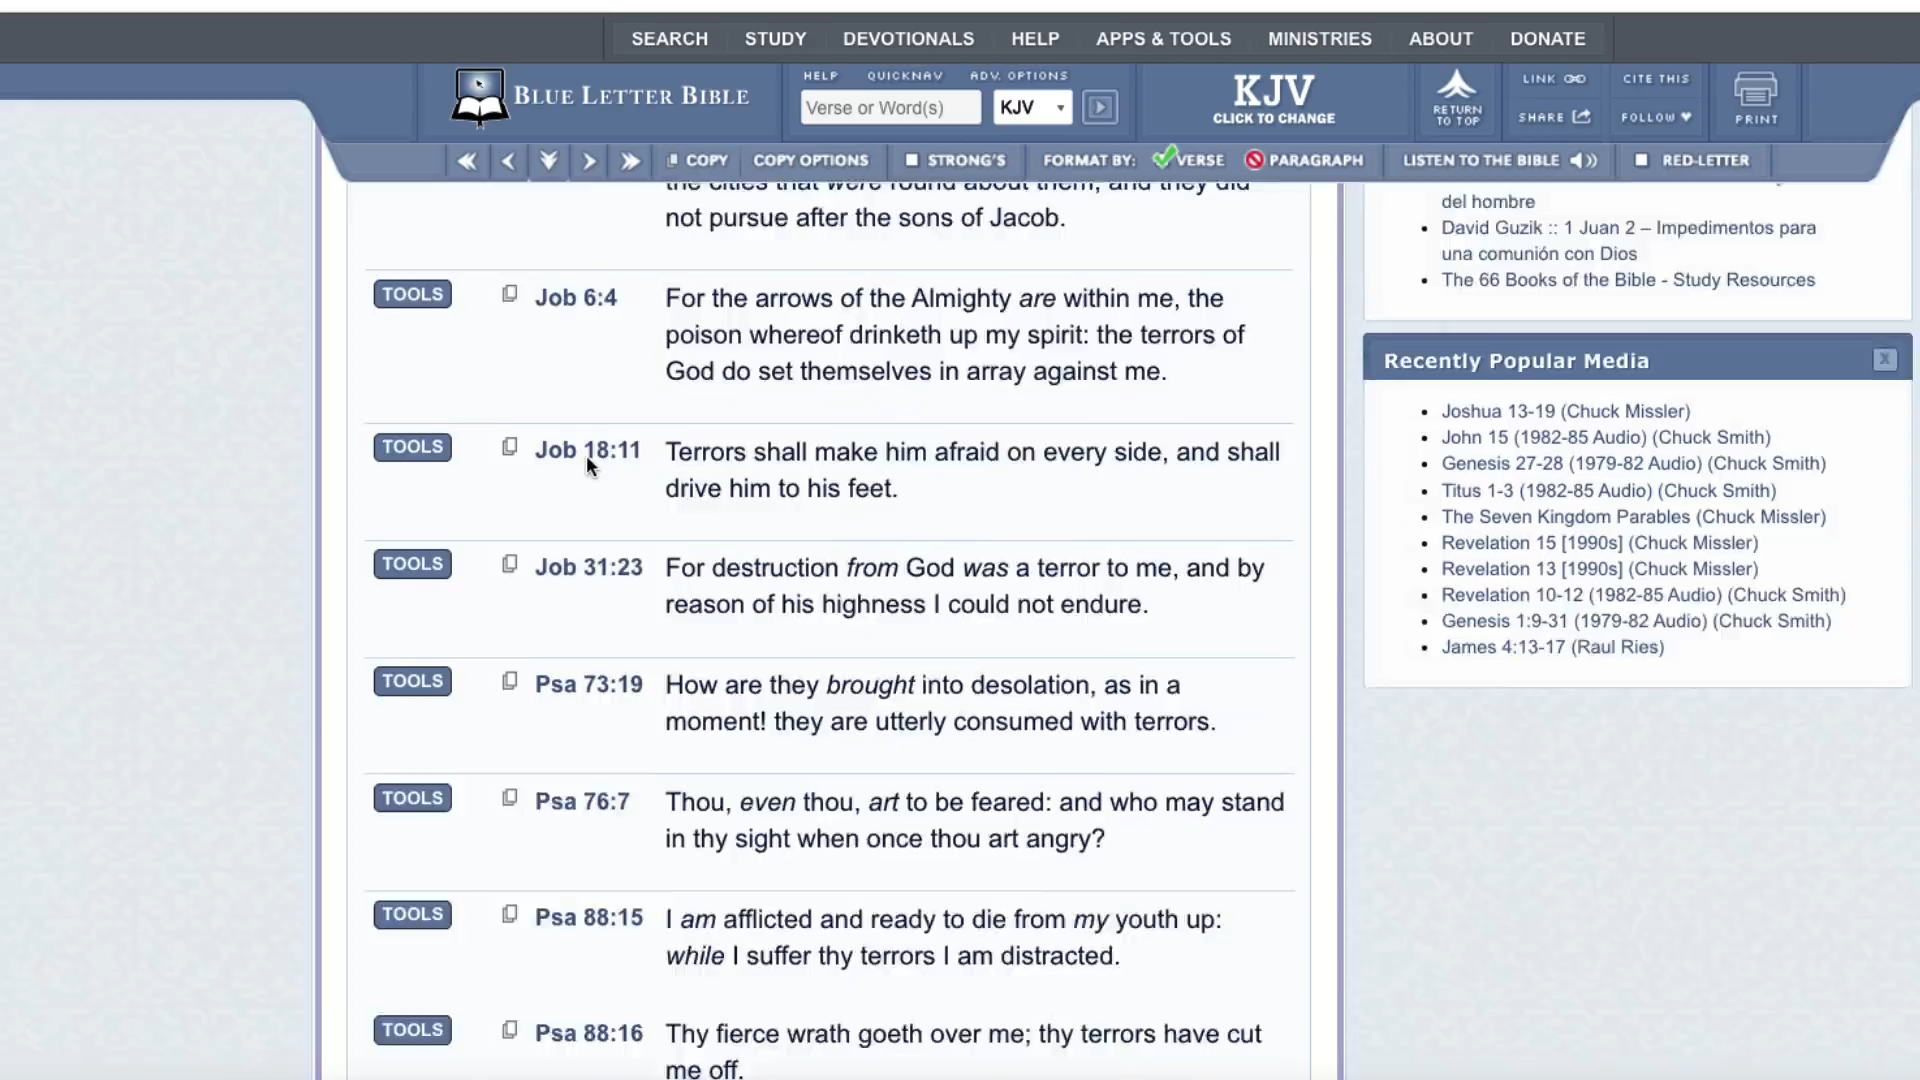 SEARCH STUDY DEVOTIONALS HELP APPS & TOOLS MINISTRIES ABOUT DONATE
BLUE LETTER BIBLE
HELP QUICKNAV ADV. OPTIONS
Verse or Word(s) KJV
KJV
CLICK TO CHANGE
RETURN
TO TOP
LINK
SHARE
CITE THIS
FOLLOW
PRINT
COPY COPY OPTIONS STRONG'S FORMAT BY: VERSE PARAGRAPH LISTEN TO THE BIBLE RED-LETTER
the cities that were round about them, and they did
not pursue after the sons of Jacob.
TOOLS Job 6:4 For the arrows of the Almighty are within me, the
poison whereof drinketh up my spirit: the terrors of
God do set themselves in array against me.
TOOLS Job 18:11 Terrors shall make him afraid on every side, and shall
drive him to his feet.
TOOLS Job 31:23 For destruction from God was a terror to me, and by
reason of his highness I could not endure.
TOOLS Psa 73:19 How are they brought into desolation, as in a
moment! they are utterly consumed with terrors.
TOOLS Psa 76:7 Thou, even thou, art to be feared: and who may stand
in thy sight when once thou art angry?
TOOLS Psa 88:15 I am afflicted and ready to die from my youth up:
while I suffer thy terrors I am distracted.
TOOLS Psa 88:16 Thy fierce wrath goeth over me; thy terrors have cut
me off.
del hombre
David Guzik :: 1 Juan 2 – Impedimentos para
una comunión con Dios
The 66 Books of the Bible - Study Resources
Recently Popular Media
X
Joshua 13-19 (Chuck Missler)
John 15 (1982-85 Audio) (Chuck Smith)
Genesis 27-28 (1979-82 Audio) (Chuck Smith)
Titus 1-3 (1982-85 Audio) (Chuck Smith)
The Seven Kingdom Parables (Chuck Missler)
Revelation 15 [1990s] (Chuck Missler)
Revelation 13 [1990s] (Chuck Missler)
Revelation 10-12 (1982-85 Audio) (Chuck Smith)
Genesis 1:9-31 (1979-82 Audio) (Chuck Smith)
James 4:13-17 (Raul Ries)